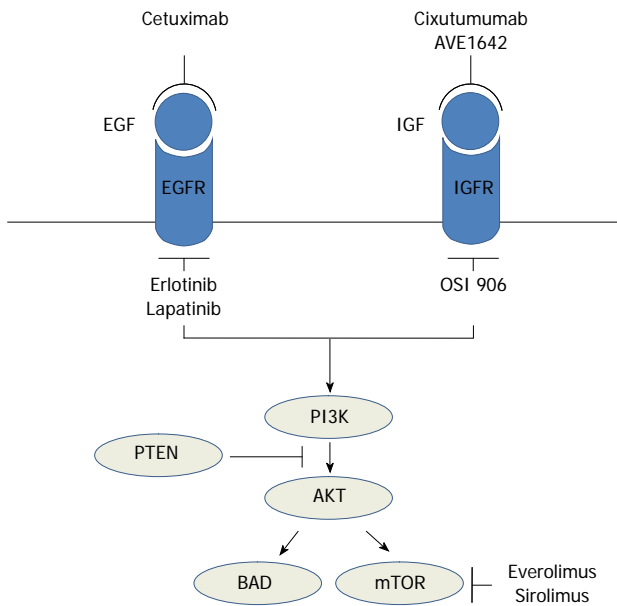 Cetuximab
Cixutumumab
AVE1642
EGF
IGF
EGFR
IGFR
Erlotinib
Lapatinib
OSI 906
PI3K
PTEN
AKT
BAD
mTOR
Everolimus
Sirolimus